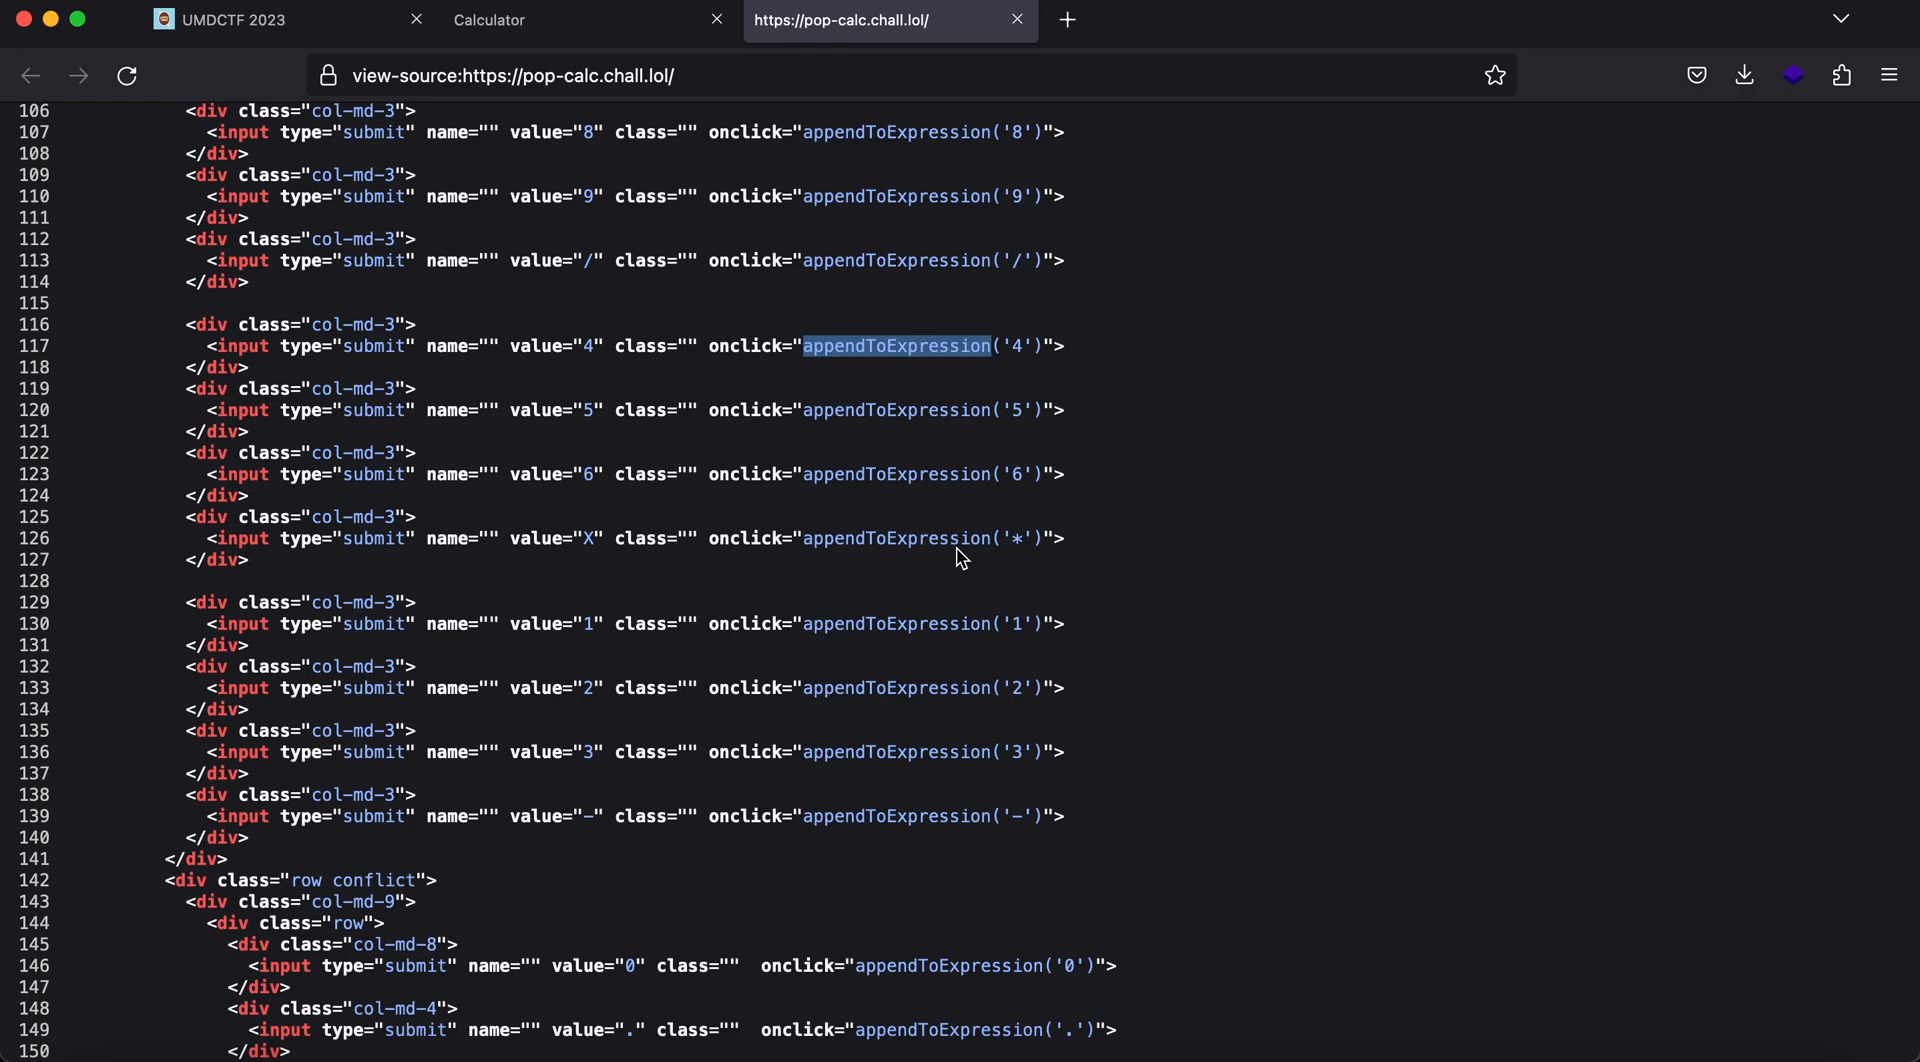 UMDCTF 2023
Calculator
https://pop-calc.chall.lol/
view-source:https://pop-calc.chall.lol/
106 <div class="col-md-3">
107 <input type="submit" name="" value="8" class="" onclick="appendToExpression('8')">
108 </div>
109 <div class="col-md-3">
110 <input type="submit" name="" value="9" class="" onclick="appendToExpression('9')">
111 </div>
112 <div class="col-md-3">
113 <input type="submit" name="" value="/" class="" onclick="appendToExpression('/')">
114 </div>
115
116 <div class="col-md-3">
117 <input type="submit" name="" value="4" class="" onclick="appendToExpression('4')">
118 </div>
119 <div class="col-md-3">
120 <input type="submit" name="" value="5" class="" onclick="appendToExpression('5')">
121 </div>
122 <div class="col-md-3">
123 <input type="submit" name="" value="6" class="" onclick="appendToExpression('6')">
124 </div>
125 <div class="col-md-3">
126 <input type="submit" name="" value="X" class="" onclick="appendToExpression('*')">
127 </div>
128
129 <div class="col-md-3">
130 <input type="submit" name="" value="1" class="" onclick="appendToExpression('1')">
131 </div>
132 <div class="col-md-3">
133 <input type="submit" name="" value="2" class="" onclick="appendToExpression('2')">
134 </div>
135 <div class="col-md-3">
136 <input type="submit" name="" value="3" class="" onclick="appendToExpression('3')">
137 </div>
138 <div class="col-md-3">
139 <input type="submit" name="" value="-" class="" onclick="appendToExpression('-')">
140 </div>
141 </div>
142 <div class="row conflict">
143 <div class="col-md-9">
144 <div class="row">
145 <div class="col-md-8">
146 <input type="submit" name="" value="0" class="" onclick="appendToExpression('0')">
147 </div>
148 <div class="col-md-4">
149 <input type="submit" name="" value="." class="" onclick="appendToExpression('.')">
150 </div>